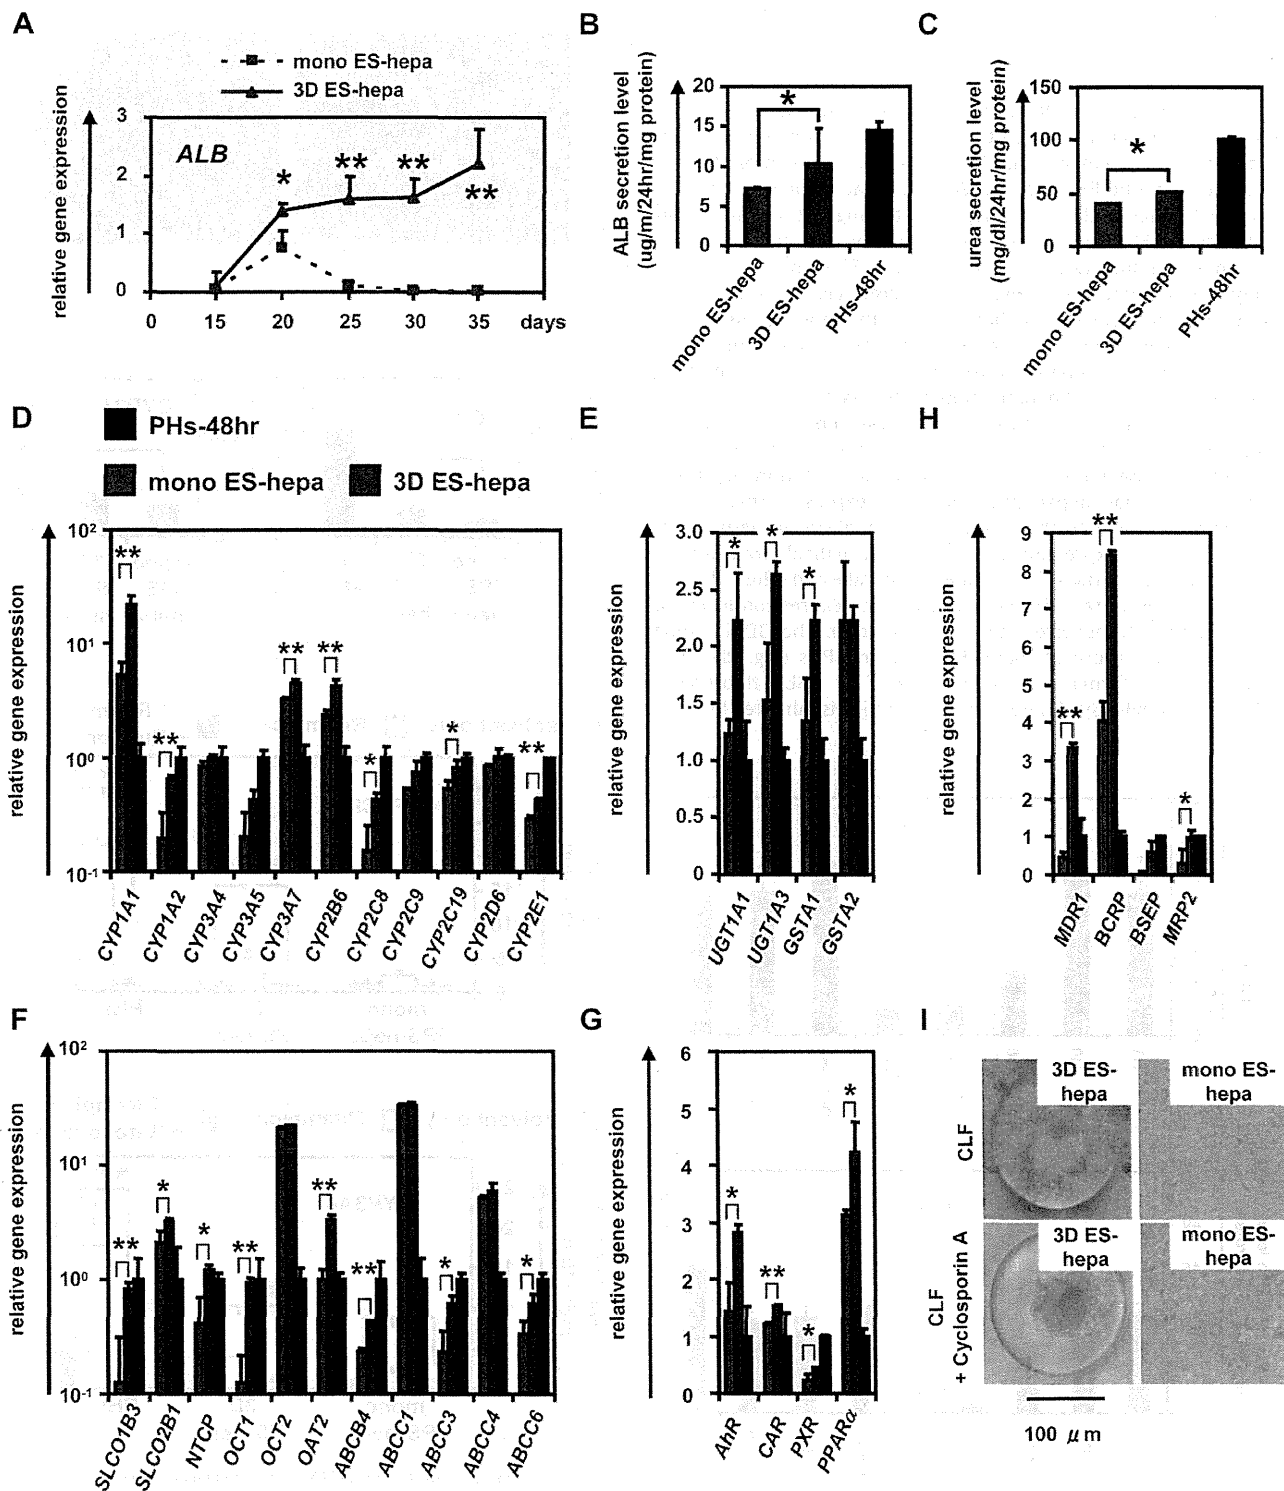 A
mono ES-hepa
3D ES-hepa
relative gene expression
3
2
1
0
ALB
*
**
**
**
0 15 20 25 30 35 days
B
ALB secretion level
(ug/m/24hr/mg protein)
20
15
10
5
0
*
mono ES-hepa
3D ES-hepa
PHs-48hr
C
urea secretion level
(mg/dl/24hr/mg protein)
150
100
50
0
*
mono ES-hepa
3D ES-hepa
PHs-48hr
D
PHs-48hr
mono ES-hepa 3D ES-hepa
relative gene expression
10²
10¹
10⁰
10⁻¹
** ** ** ** * * **
CYP1A1
CYP1A2
CYP3A4
CYP3A5
CYP3A7
CYP2B6
CYP2C8
CYP2C9
CYP2C19
CYP2D6
CYP2E1
E
relative gene expression
3.0
2.5
2.0
1.5
1.0
0.5
0
* * *
UGT1A1
UGT1A3
GSTA1
GSTA2
H
relative gene expression
9
8
7
6
5
4
3
2
1
0
** ** *
MDR1
BCRP
BSEP
MRP2
F
relative gene expression
10²
10¹
10⁰
10⁻¹
** * * ** ** ** * *
SLCO1B3
SLCO2B1
NTCP
OCT1
OCT2
OAT2
ABCB4
ABCC1
ABCC3
ABCC4
ABCC6
G
relative gene expression
6
5
4
3
2
1
0
* ** * *
AhR
CAR
PXR
PPARα
I
CLF
3D ES-
hepa
mono ES-
hepa
CLF
+ Cyclosporin A
3D ES-
hepa
mono ES-
hepa
100 μm